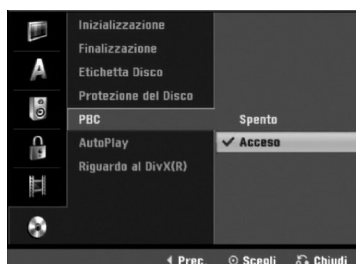 Inizializzazione
Finalizzazione
Etichetta Disco
Protezione del Disco
PBC
Spento
AutoPlay
Acceso
Riguardo al DivX(R)
Prec. Scegli Chiudi